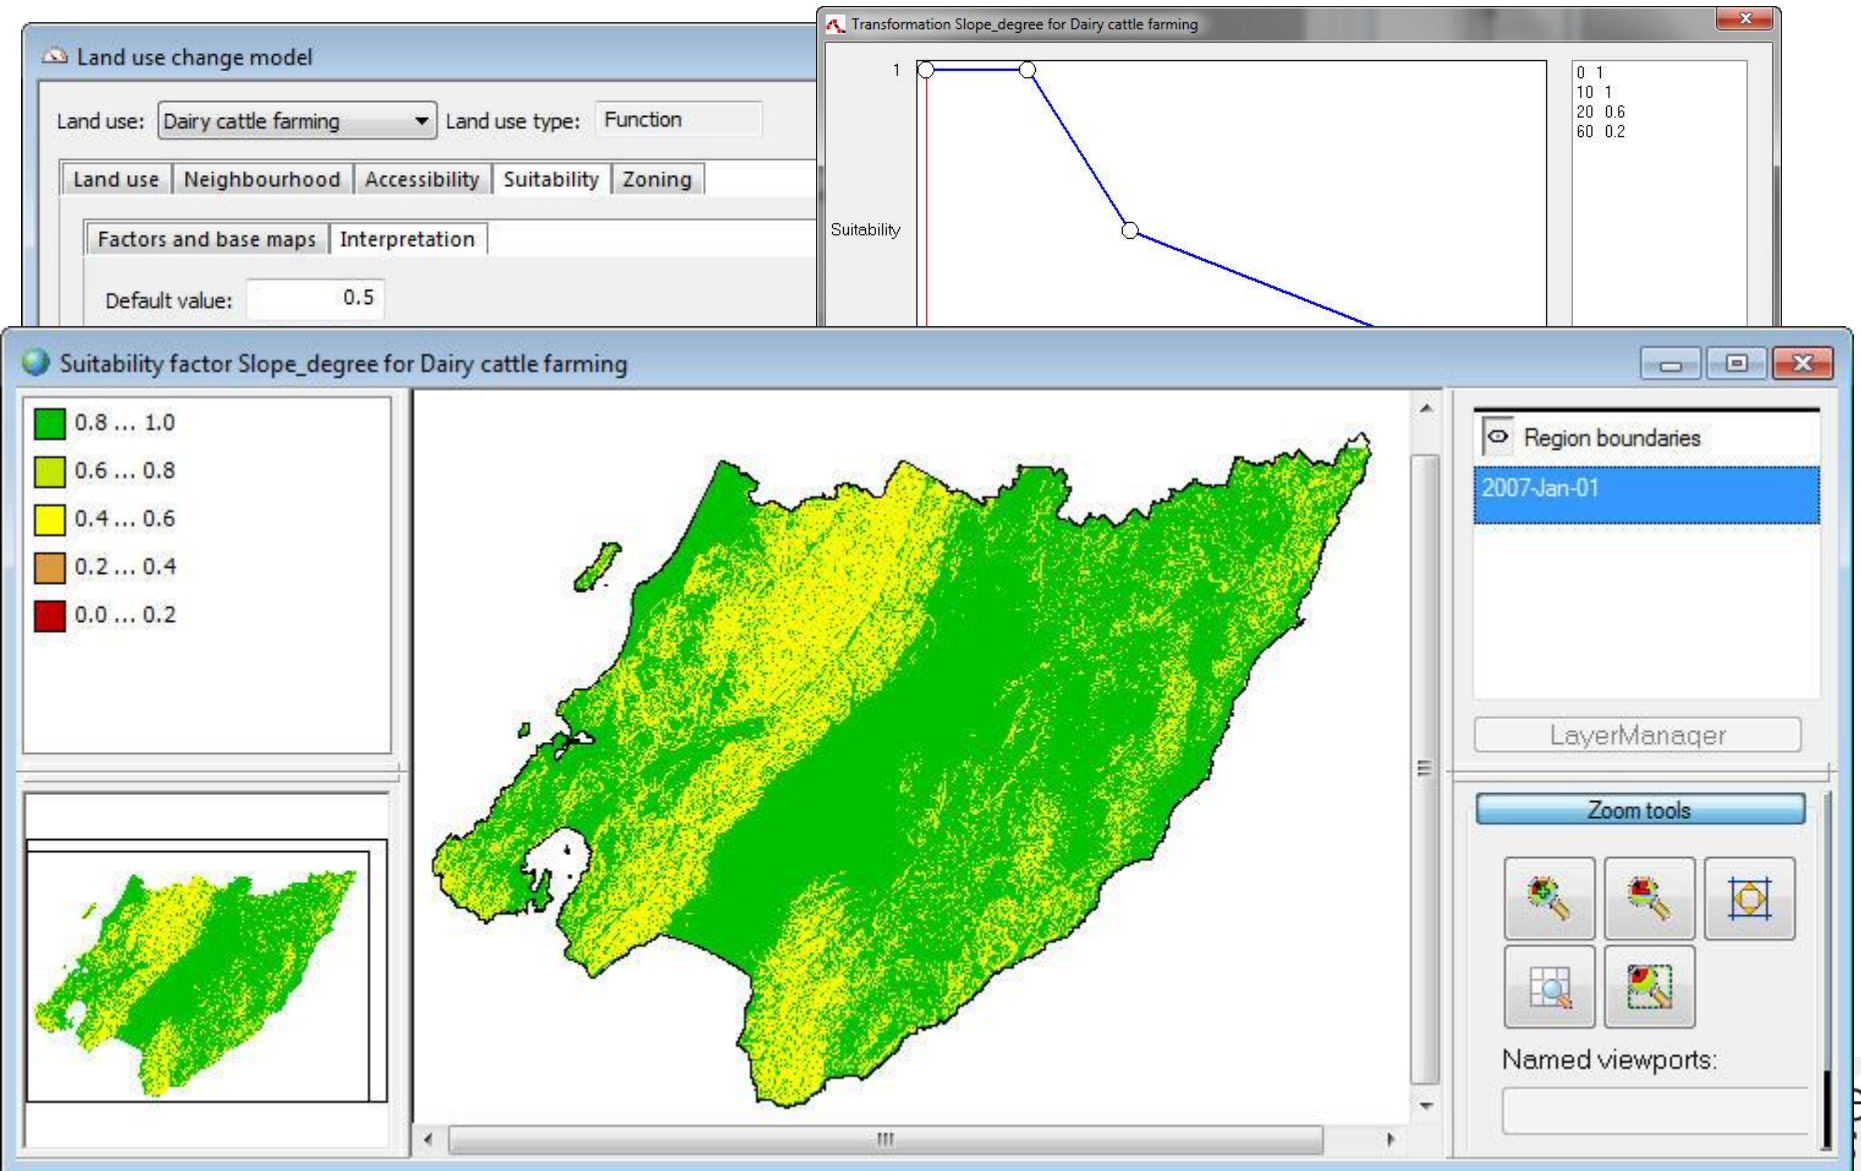 Land use change model
Land use: Dairy cattle farming Land use type: Function
Land use Neighbourhood Accessibility Suitability Zoning
Factors and base maps Interpretation
Default value: 0.5
Transformation Slope_degree for Dairy cattle farming
1
Suitability
0 1
10 1
20 0.6
60 0.2
Suitability factor Slope_degree for Dairy cattle farming
0.8 ... 1.0
0.6 ... 0.8
0.4 ... 0.6
0.2 ... 0.4
0.0 ... 0.2
Region boundaries
2007-Jan-01
LayerManager
Zoom tools
Named viewports: